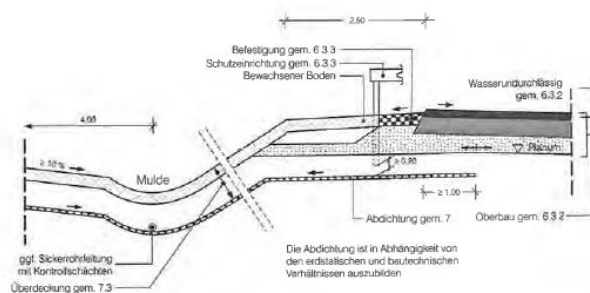 2,50
Befestigung gem. 6.3.3
Schutzeinrichtung gem. 6.3.3
Bewachsener Boden
Wasserundurchlässig
gem. 6.3.2
4,00
≥ 10 %
Mulde
Planum
≥ 0,20
≥ 1,00
Abdichtung gem. 7
Oberbau gem. 6.3.2
ggf. Sickerrohrleitung
mit Kontrollschächten
Überdeckung gem. 7.3
Die Abdichtung ist in Abhängigkeit von
den erdstatischen und bautechnischen
Verhältnissen auszubilden